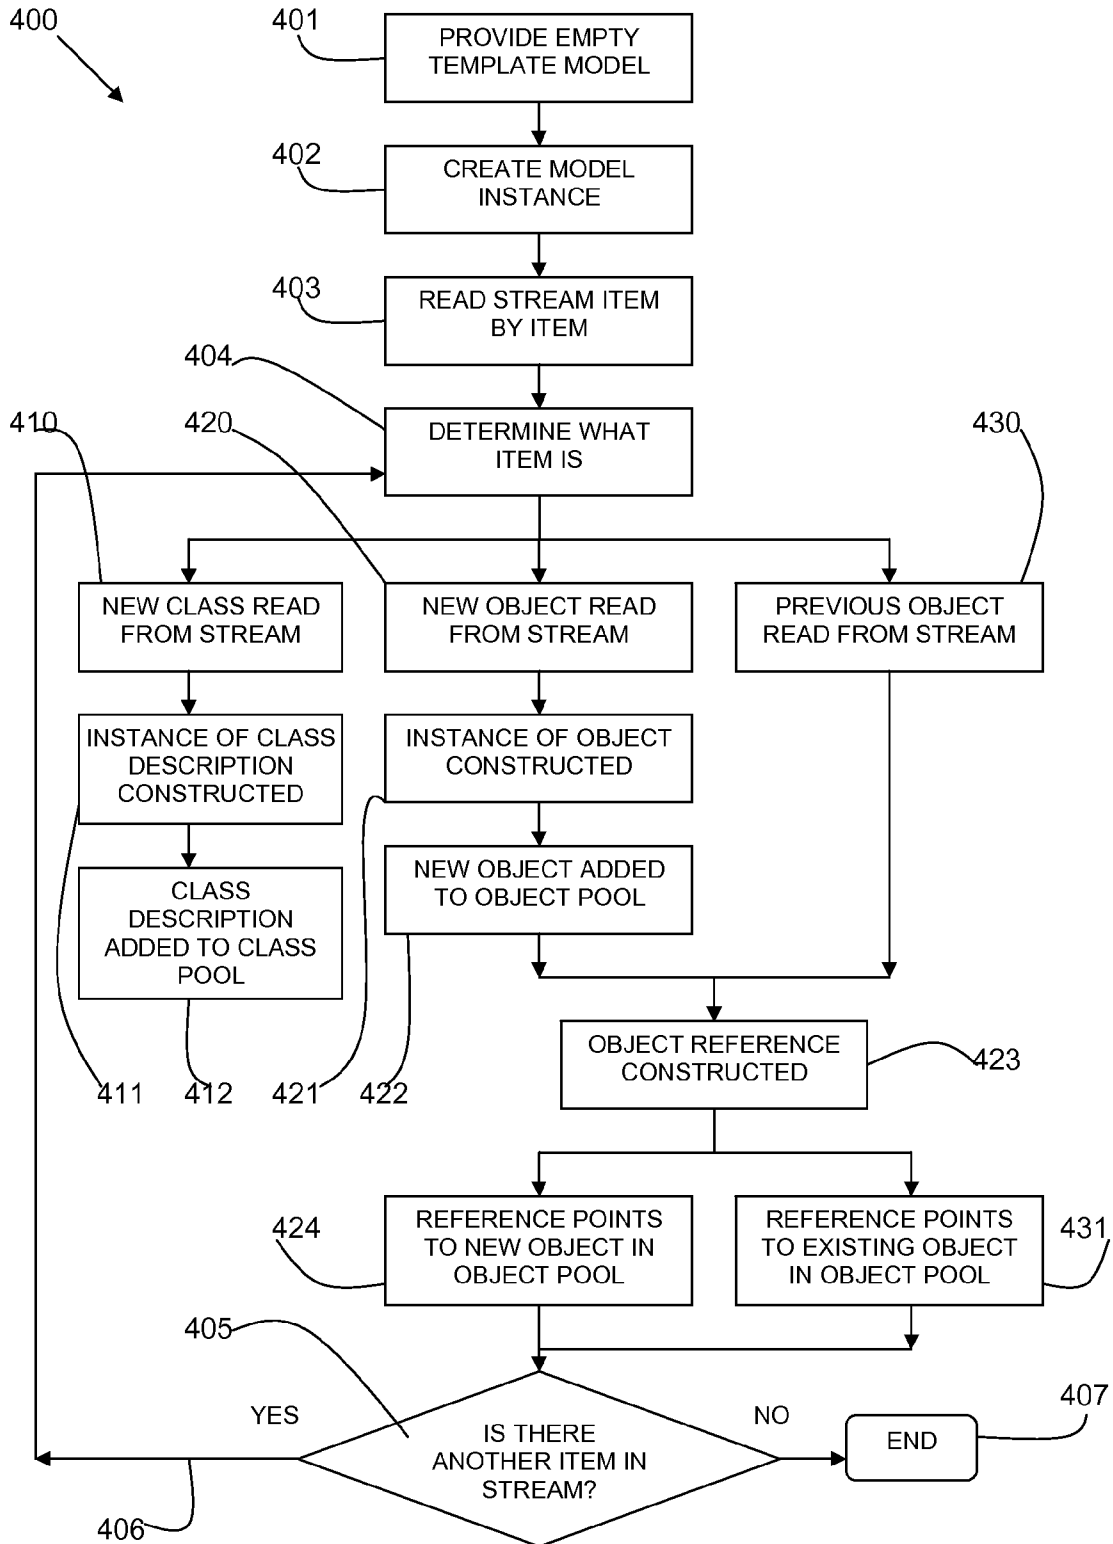 400
401
PROVIDE EMPTY
TEMPLATE MODEL
402
CREATE MODEL
INSTANCE
403
READ STREAM ITEM
BY ITEM
404
DETERMINE WHAT
ITEM IS
410
420
430
NEW CLASS READ
FROM STREAM
NEW OBJECT READ
FROM STREAM
PREVIOUS OBJECT
READ FROM STREAM
INSTANCE OF CLASS
DESCRIPTION
CONSTRUCTED
INSTANCE OF OBJECT
CONSTRUCTED
CLASS
DESCRIPTION
ADDED TO CLASS
POOL
NEW OBJECT ADDED
TO OBJECT POOL
411
412
421
422
OBJECT REFERENCE
CONSTRUCTED
423
424
REFERENCE POINTS
TO NEW OBJECT IN
OBJECT POOL
REFERENCE POINTS
TO EXISTING OBJECT
IN OBJECT POOL
431
405
YES
IS THERE
ANOTHER ITEM IN
STREAM?
NO
END
407
406